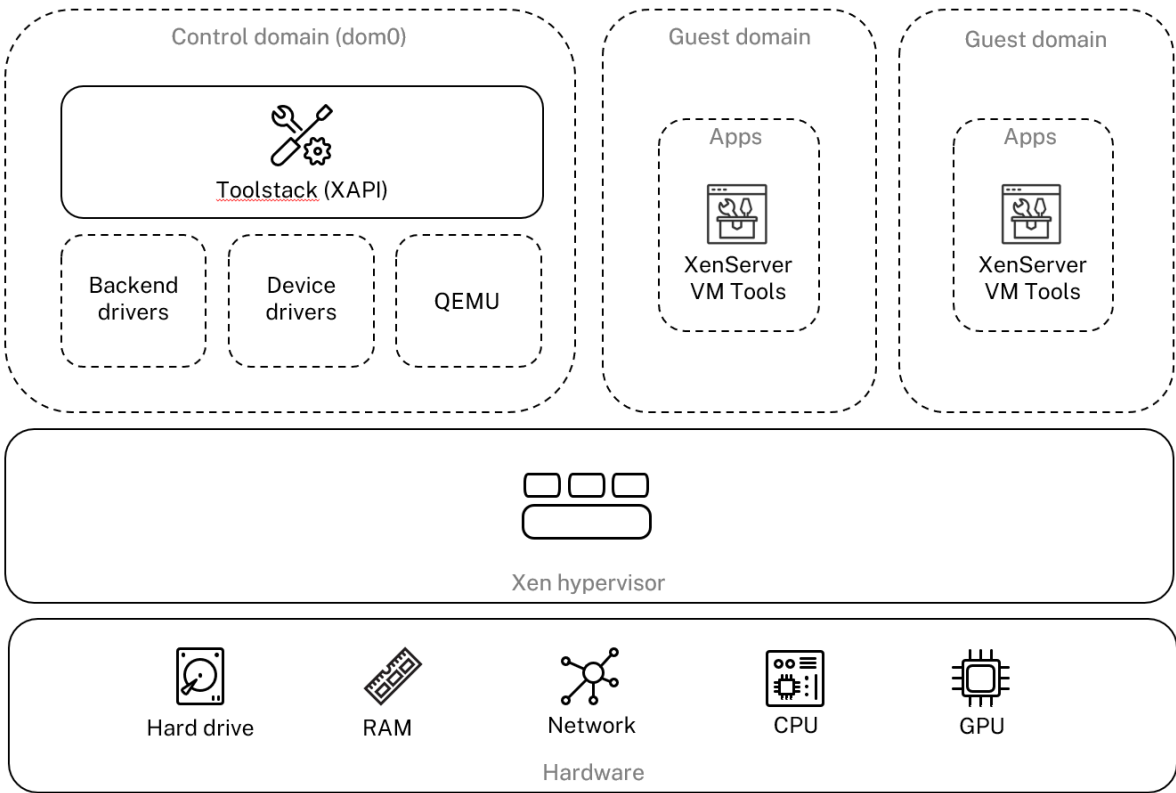 Control domain (dom0)
Guest domain
Guest domain
Toolstack (XAPI)
Apps
Apps
XenServer
VM Tools
XenServer
VM Tools
Backend
drivers
Device
drivers
QEMU
Xen hypervisor
Hard drive
RAM
Network
CPU
GPU
Hardware